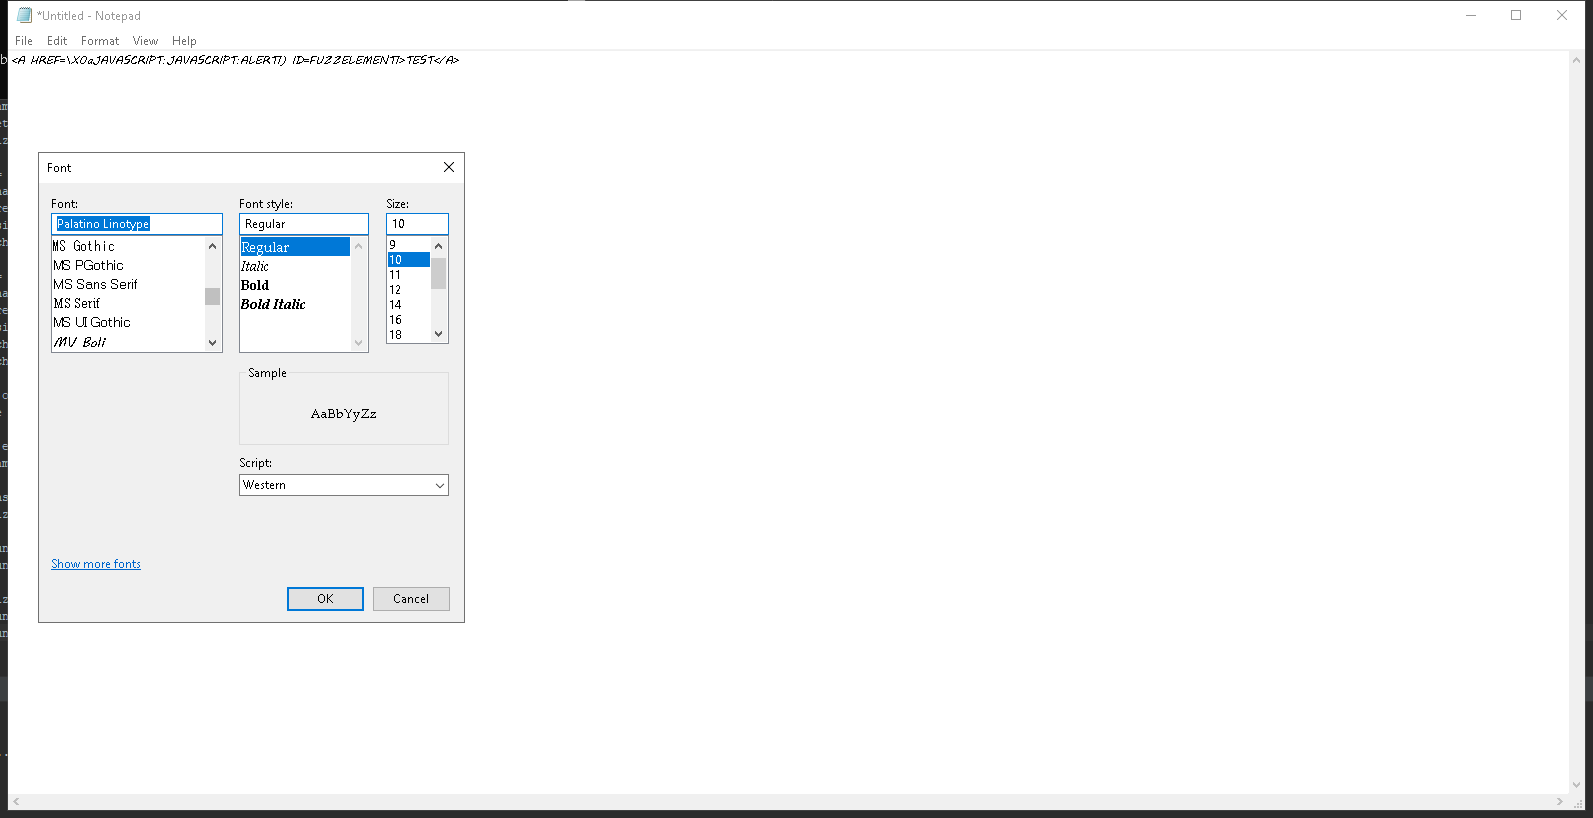 *Untitled - Notepad
File Edit Format View Help
<A HREF=\X0aJAVASCRIPT:JAVASCRIPT:ALERT1) ID=FUZZELEMENT1>TEST</A>
Font
Font: Font style: Size:
Palatino Linotype Regular 10
MS Gothic
MS PGothic
MS Sans Serif
MS Serif
MS UI Gothic
MV Boli
Regular
Italic
Bold
Bold Italic
9
10
11
12
14
16
18
Sample
AaBbYyZz
Script:
Western
Show more fonts
OK Cancel